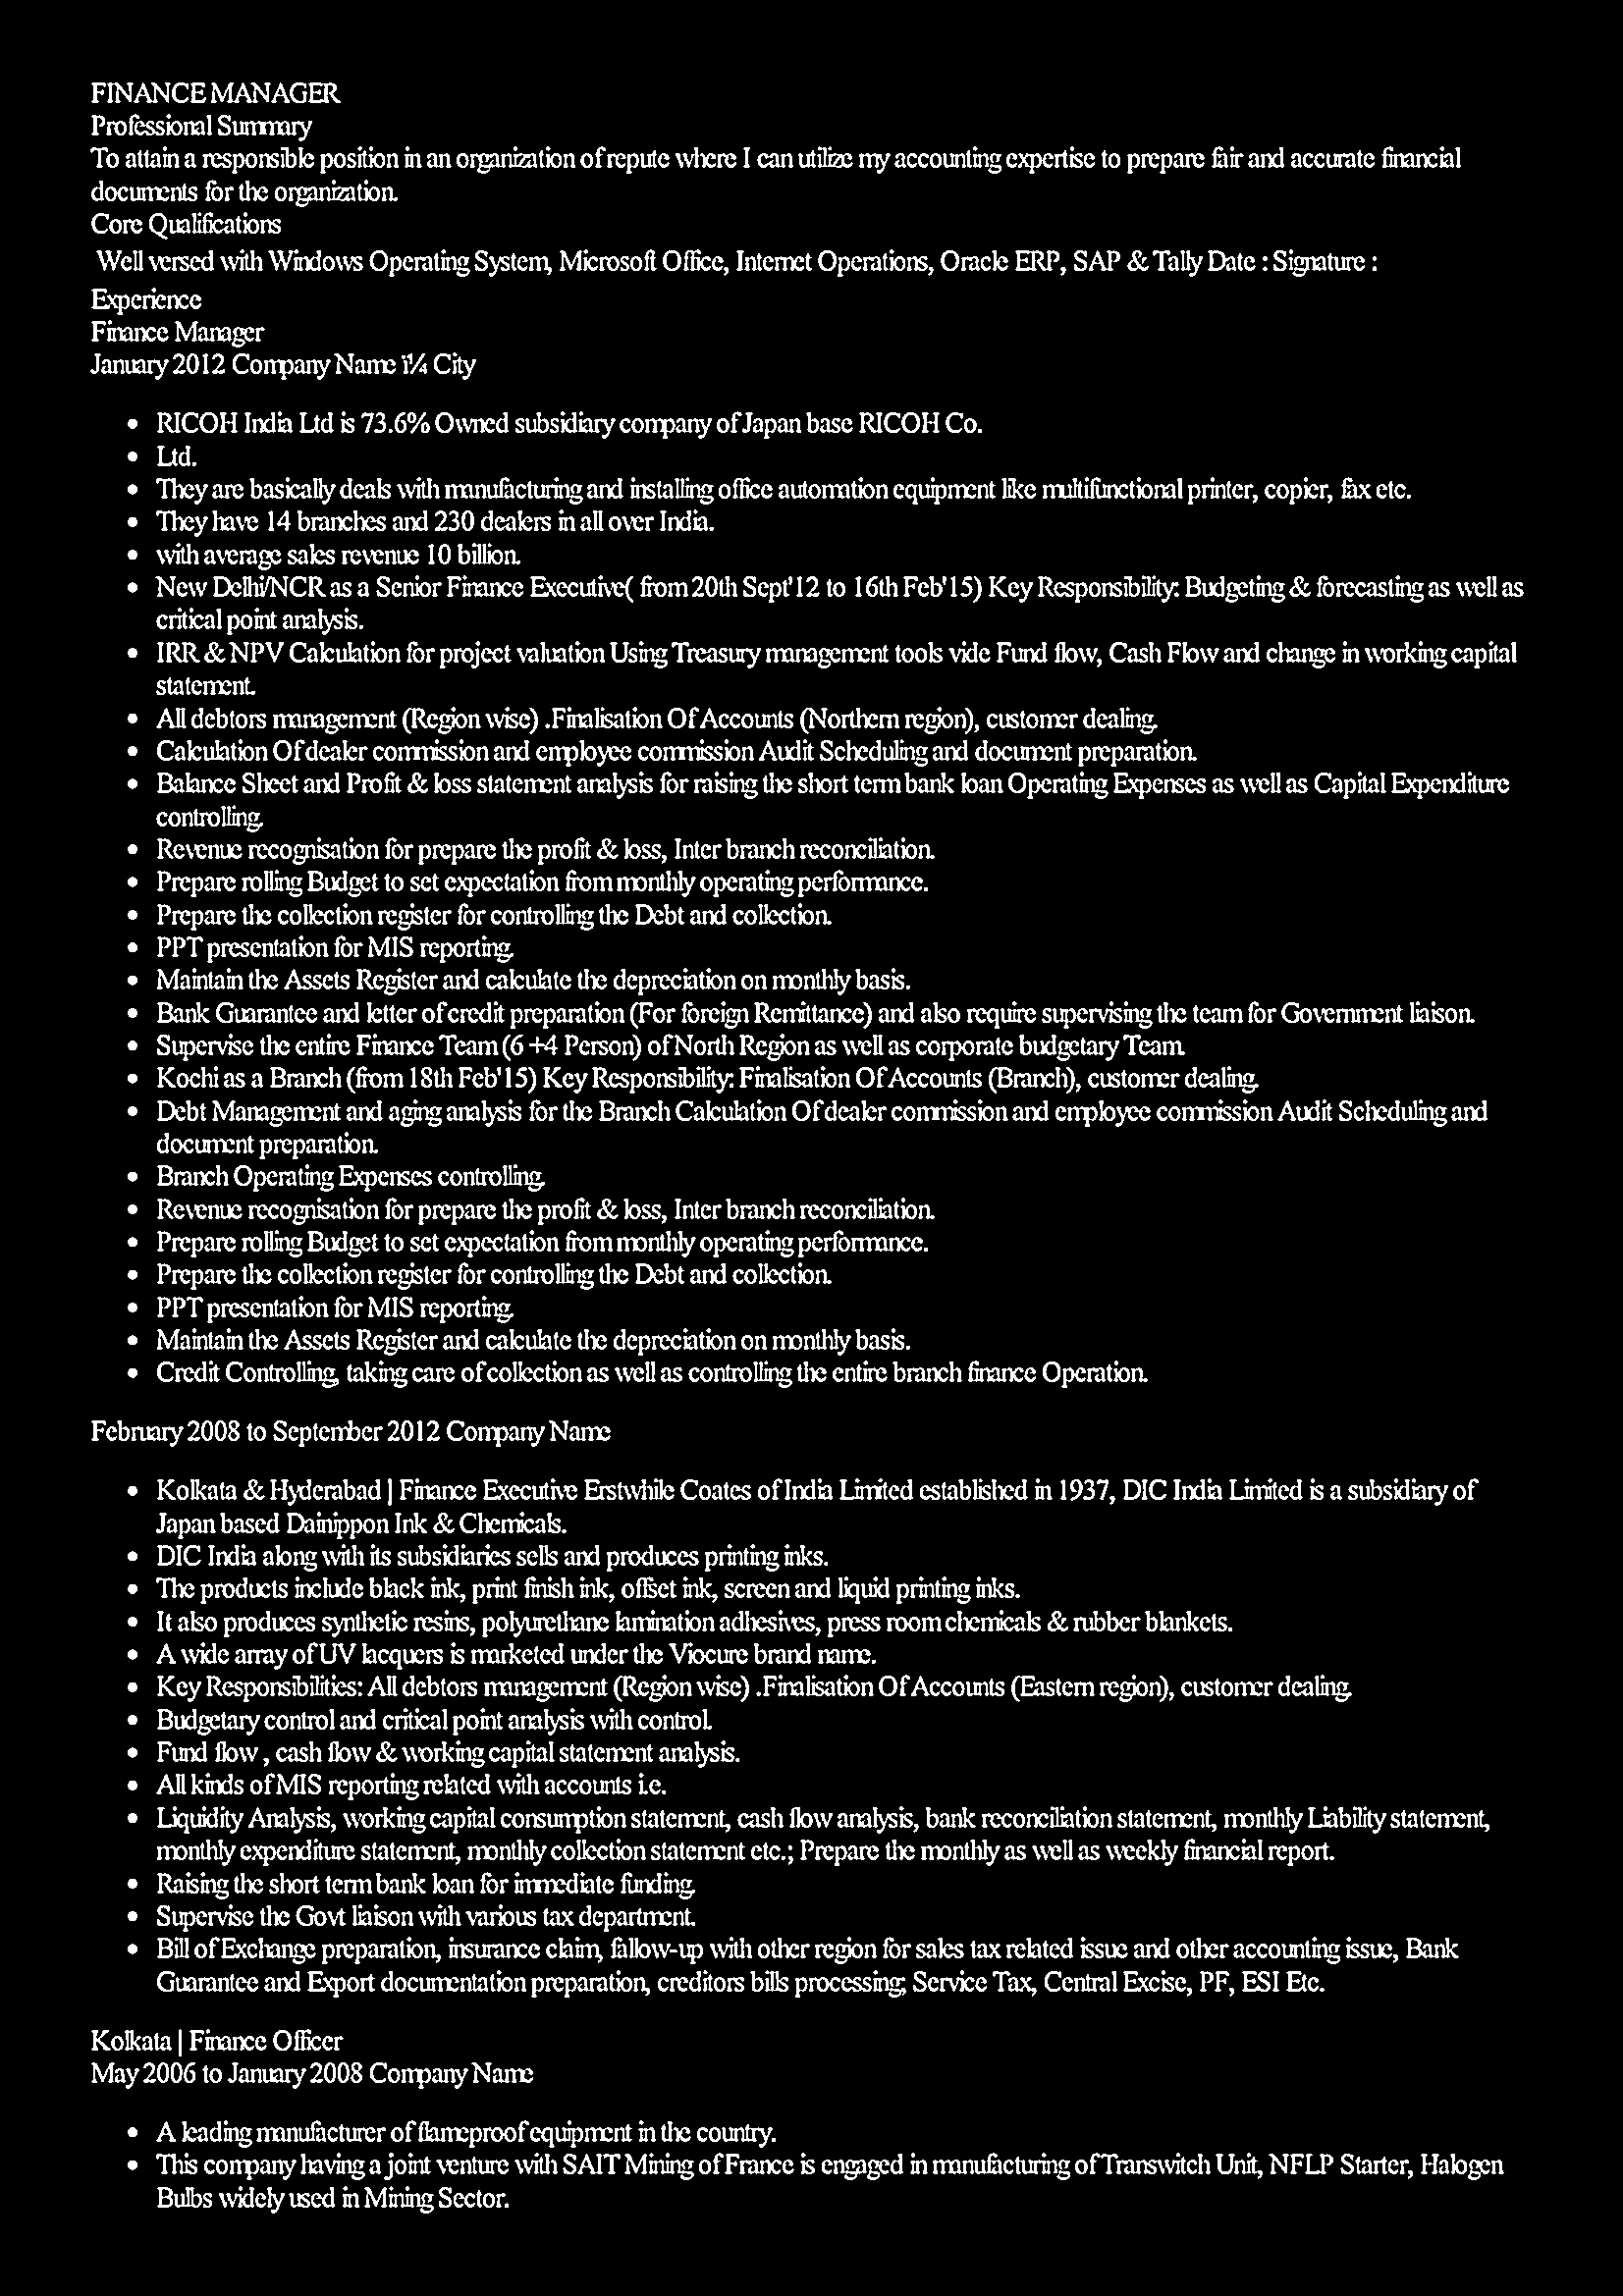 FINANCE MANAGER
Professional Summary
To attain a responsible position in an organization of repute where I can utilize my accounting expertise to prepare fair and accurate financial
documents for the organization.
Core Qualifications
Well versed with Windows Operating System, Microsoft Office, Internet Operations, Oracle ERP, SAP & Tally Date : Signature :
Experience
Finance Manager
January 2012 Company Name ï¼ City
• RICOH India Ltd is 73.6% Owned subsidiary company of Japan base RICOH Co.
• Ltd.
• They are basically deals with manufacturing and installing office automation equipment like multifunctional printer, copier, fax etc.
• They have 14 branches and 230 dealers in all over India.
• with average sales revenue 10 billion.
• New Delhi/NCR as a Senior Finance Executive( from 20th Sept'12 to 16th Feb'15) Key Responsibility: Budgeting & forecasting as well as
critical point analysis.
• IRR & NPV Calculation for project valuation Using Treasury management tools vide Fund flow, Cash Flow and change in working capital
statement.
• All debtors management (Region wise) .Finalisation Of Accounts (Northern region), customer dealing.
• Calculation Of dealer commission and employee commission Audit Scheduling and document preparation.
• Balance Sheet and Profit & loss statement analysis for raising the short term bank loan Operating Expenses as well as Capital Expenditure
controlling.
• Revenue recognisation for prepare the profit & loss, Inter branch reconciliation.
• Prepare rolling Budget to set expectation from monthly operating performance.
• Prepare the collection register for controlling the Debt and collection.
• PPT presentation for MIS reporting.
• Maintain the Assets Register and calculate the depreciation on monthly basis.
• Bank Guarantee and letter of credit preparation (For foreign Remittance) and also require supervising the team for Government liaison.
• Supervise the entire Finance Team (6 +4 Person) of North Region as well as corporate budgetary Team.
• Kochi as a Branch (from 18th Feb'15) Key Responsibility: Finalisation Of Accounts (Branch), customer dealing.
• Debt Management and aging analysis for the Branch Calculation Of dealer commission and employee commission Audit Scheduling and
document preparation.
• Branch Operating Expenses controlling.
• Revenue recognisation for prepare the profit & loss, Inter branch reconciliation.
• Prepare rolling Budget to set expectation from monthly operating performance.
• Prepare the collection register for controlling the Debt and collection.
• PPT presentation for MIS reporting.
• Maintain the Assets Register and calculate the depreciation on monthly basis.
• Credit Controlling, taking care of collection as well as controlling the entire branch finance Operation.
February 2008 to September 2012 Company Name
• Kolkata & Hyderabad | Finance Executive Erstwhile Coates of India Limited established in 1937, DIC India Limited is a subsidiary of
Japan based Dainippon Ink & Chemicals.
• DIC India along with its subsidiaries sells and produces printing inks.
• The products include black ink, print finish ink, offset ink, screen and liquid printing inks.
• It also produces synthetic resins, polyurethane lamination adhesives, press room chemicals & rubber blankets.
• A wide array of UV lacquers is marketed under the Viocure brand name.
• Key Responsibilities: All debtors management (Region wise) .Finalisation Of Accounts (Eastern region), customer dealing.
• Budgetary control and critical point analysis with control.
• Fund flow , cash flow & working capital statement analysis.
• All kinds of MIS reporting related with accounts i.e.
• Liquidity Analysis, working capital consumption statement, cash flow analysis, bank reconciliation statement, monthly Liability statement,
monthly expenditure statement, monthly collection statement etc.; Prepare the monthly as well as weekly financial report.
• Raising the short term bank loan for immediate funding.
• Supervise the Govt liaison with various tax department.
• Bill of Exchange preparation, insurance claim, fallow-up with other region for sales tax related issue and other accounting issue, Bank
Guarantee and Export documentation preparation, creditors bills processing; Service Tax, Central Excise, PF, ESI Etc.
Kolkata | Finance Officer
May 2006 to January 2008 Company Name
• A leading manufacturer of flameproof equipment in the country.
• This company having a joint venture with SAIT Mining of France is engaged in manufacturing of Transwitch Unit, NFLP Starter, Halogen
Bulbs widely used in Mining Sector.